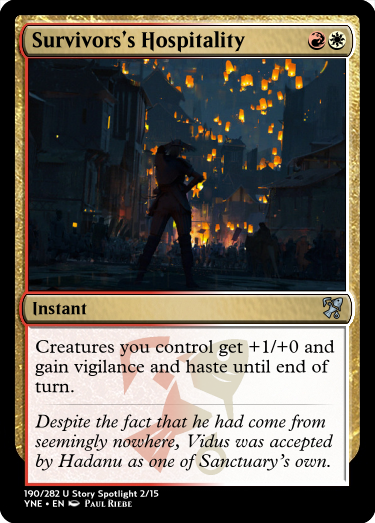 Survivors's Hospitality
Instant
Creatures you control get +1/+0 and
gain vigilance and haste until end of
turn.
Despite the fact that he had come from
seemingly nowhere, Vidus was accepted
by Hadanu as one of Sanctuary's own.
190/282 U Story Spotlight 2/15
YNE • EN Paul Riebe